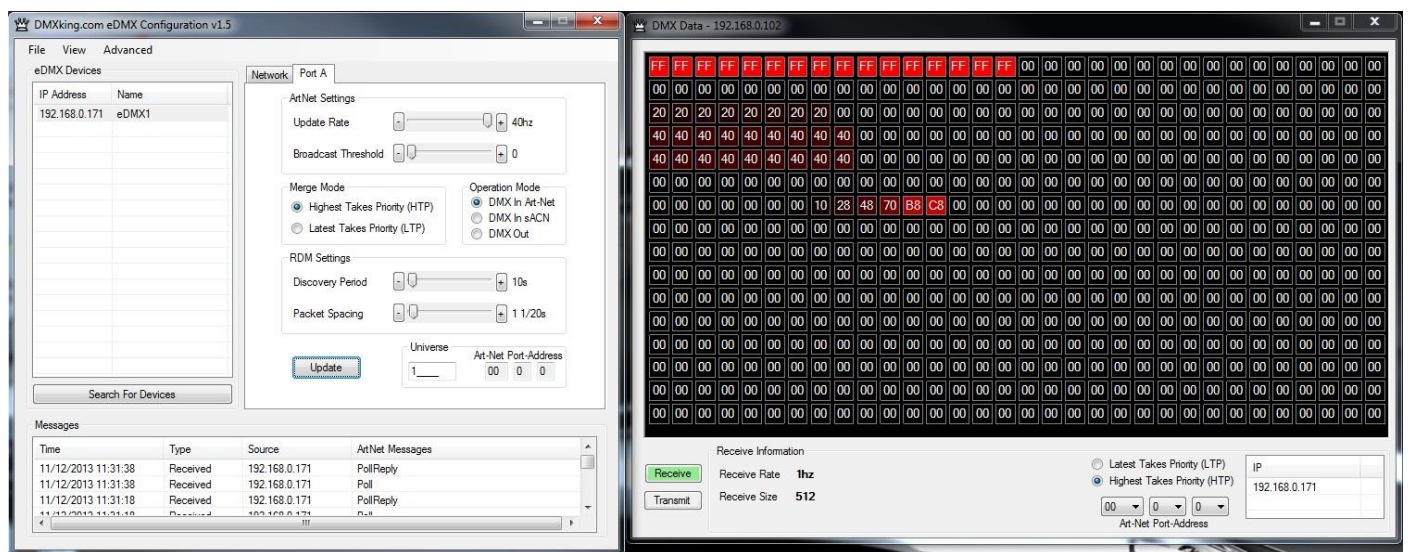 DMXking.com eDMX Configuration v1.5
File View Advanced
eDMX Devices
IP Address Name
192.168.0.171 eDMX1
Search For Devices
Network Port A
ArtNet Settings
Update Rate - + 40hz
Broadcast Threshold - + 0
Merge Mode
Highest Takes Priority (HTP)
Latest Takes Priority (LTP)
Operation Mode
DMX In Art-Net
DMX In sACN
DMX Out
RDM Settings
Discovery Period - + 10s
Packet Spacing - + 1 1/20s
Update
Universe
1____
Art-Net Port-Address
00 0 0
Messages
Time Type Source ArtNet Messages
11/12/2013 11:31:38 Received 192.168.0.171 PollReply
11/12/2013 11:31:38 Received 192.168.0.171 Poll
11/12/2013 11:31:18 Received 192.168.0.171 PollReply
DMX Data - 192.168.0.102
FF FF FF FF FF FF FF FF FF FF FF FF FF FF FF FF 00 00 00 00 00 00 00 00 00 00 00 00 00 00 00 00
00 00 00 00 00 00 00 00 00 00 00 00 00 00 00 00 00 00 00 00 00 00 00 00 00 00 00 00 00 00 00 00
20 20 20 20 20 20 20 20 00 00 00 00 00 00 00 00 00 00 00 00 00 00 00 00 00 00 00 00 00 00 00 00
40 40 40 40 40 40 40 40 40 00 00 00 00 00 00 00 00 00 00 00 00 00 00 00 00 00 00 00 00 00 00 00
40 40 40 40 40 40 40 40 40 00 00 00 00 00 00 00 00 00 00 00 00 00 00 00 00 00 00 00 00 00 00 00
00 00 00 00 00 00 00 00 00 00 00 00 00 00 00 00 00 00 00 00 00 00 00 00 00 00 00 00 00 00 00 00
00 00 00 00 00 00 00 10 28 48 70 B8 C8 00 00 00 00 00 00 00 00 00 00 00 00 00 00 00 00 00 00 00
00 00 00 00 00 00 00 00 00 00 00 00 00 00 00 00 00 00 00 00 00 00 00 00 00 00 00 00 00 00 00 00
00 00 00 00 00 00 00 00 00 00 00 00 00 00 00 00 00 00 00 00 00 00 00 00 00 00 00 00 00 00 00 00
00 00 00 00 00 00 00 00 00 00 00 00 00 00 00 00 00 00 00 00 00 00 00 00 00 00 00 00 00 00 00 00
00 00 00 00 00 00 00 00 00 00 00 00 00 00 00 00 00 00 00 00 00 00 00 00 00 00 00 00 00 00 00 00
00 00 00 00 00 00 00 00 00 00 00 00 00 00 00 00 00 00 00 00 00 00 00 00 00 00 00 00 00 00 00 00
00 00 00 00 00 00 00 00 00 00 00 00 00 00 00 00 00 00 00 00 00 00 00 00 00 00 00 00 00 00 00 00
00 00 00 00 00 00 00 00 00 00 00 00 00 00 00 00 00 00 00 00 00 00 00 00 00 00 00 00 00 00 00 00
00 00 00 00 00 00 00 00 00 00 00 00 00 00 00 00 00 00 00 00 00 00 00 00 00 00 00 00 00 00 00 00
00 00 00 00 00 00 00 00 00 00 00 00 00 00 00 00 00 00 00 00 00 00 00 00 00 00 00 00 00 00 00 00
Receive
Transmit
Receive Information
Receive Rate 1hz
Receive Size 512
Latest Takes Priority (LTP)
Highest Takes Priority (HTP)
00 0 0
Art-Net Port-Address
IP
192.168.0.171